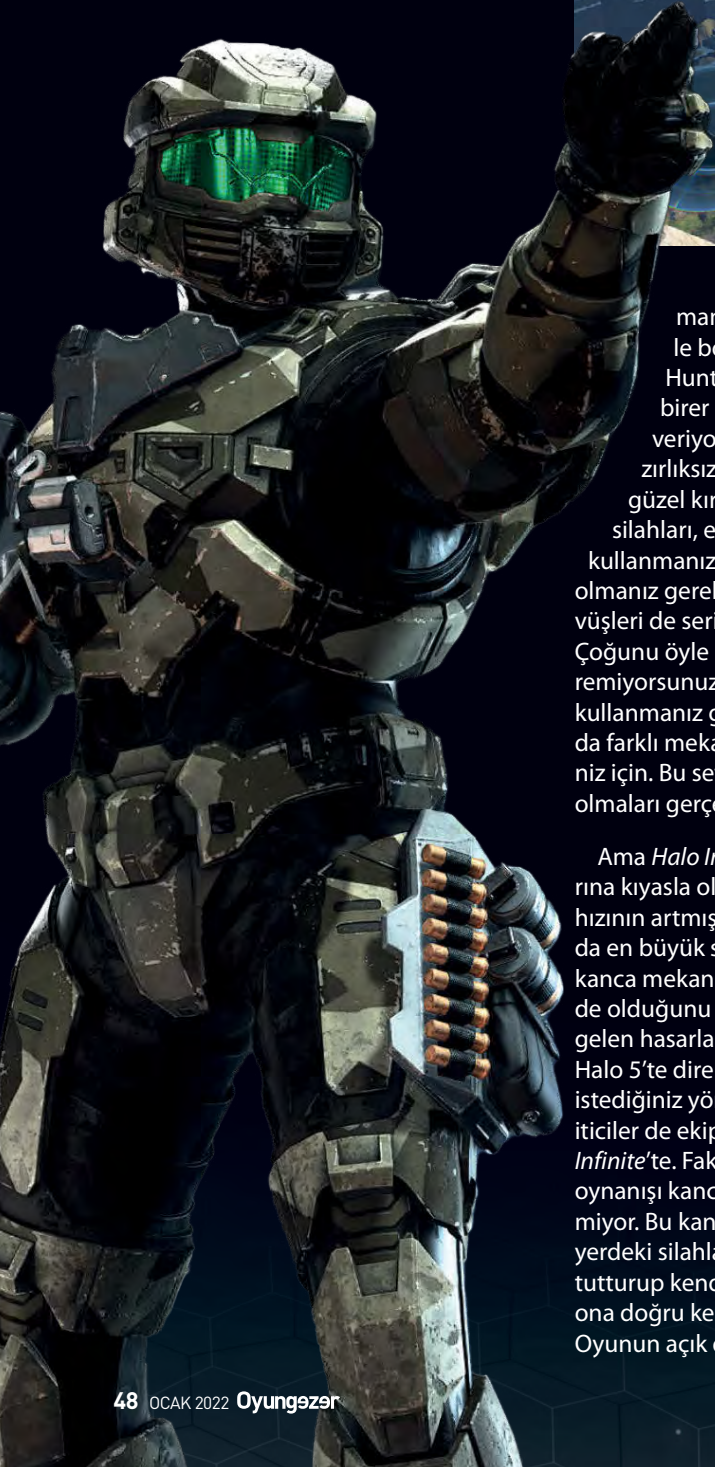 mar
le be
Hunt
birer
veriyo
zırlıksız
güzel kır
silahları, e
kullanmanız
olmanız gerel
vüşleri de seri
Çoğunu öyle
remiyorsunuz
kullanmanız g
da farklı meka
niz için. Bu se
olmaları gerçe
Ama Halo In
rına kıyasla ol
hızının artmış
da en büyük s
kanca mekan
de olduğunu
gelen hasarla
Halo 5’te dire
istediğiniz yö
iticiler de ekip
Infinite’te. Fak
oynanışı kanc
miyor. Bu kan
yerdeki silahla
tutturup kend
ona doğru ke
Oyunun açık
48 OCAK 2022 Oyungezer